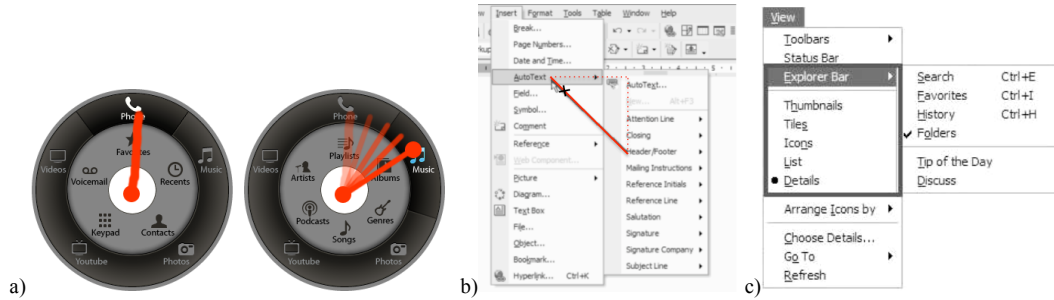 a)
Phone
Favorites
Videos
Voicemail
Recents
Music
Keypad
Contacts
Youtube
Photos
Phone
Playlists
Videos
Artists
Albums
Music
Podcasts
Genres
Songs
Youtube
Photos
b)
Insert Format Tools Table Window Help
Break...
Page Numbers...
Date and Time...
AutoText
Field...
Symbol...
Comment
Reference
Web Component...
Picture
Diagram...
Text Box
File...
Object...
Bookmark...
Hyperlink... Ctrl+K
AutoText...
New... Alt+F3
Attention Line
Closing
Header/Footer
Mailing Instructions
Reference Initials
Reference Line
Salutation
Signature
Signature Company
Subject Line
c)
View
Toolbars
Status Bar
Explorer Bar
Thumbnails
Tiles
Icons
List
Details
Arrange Icons by
Choose Details...
Go To
Refresh
Search Ctrl+E
Favorites Ctrl+I
History Ctrl+H
Folders
Tip of the Day
Discuss